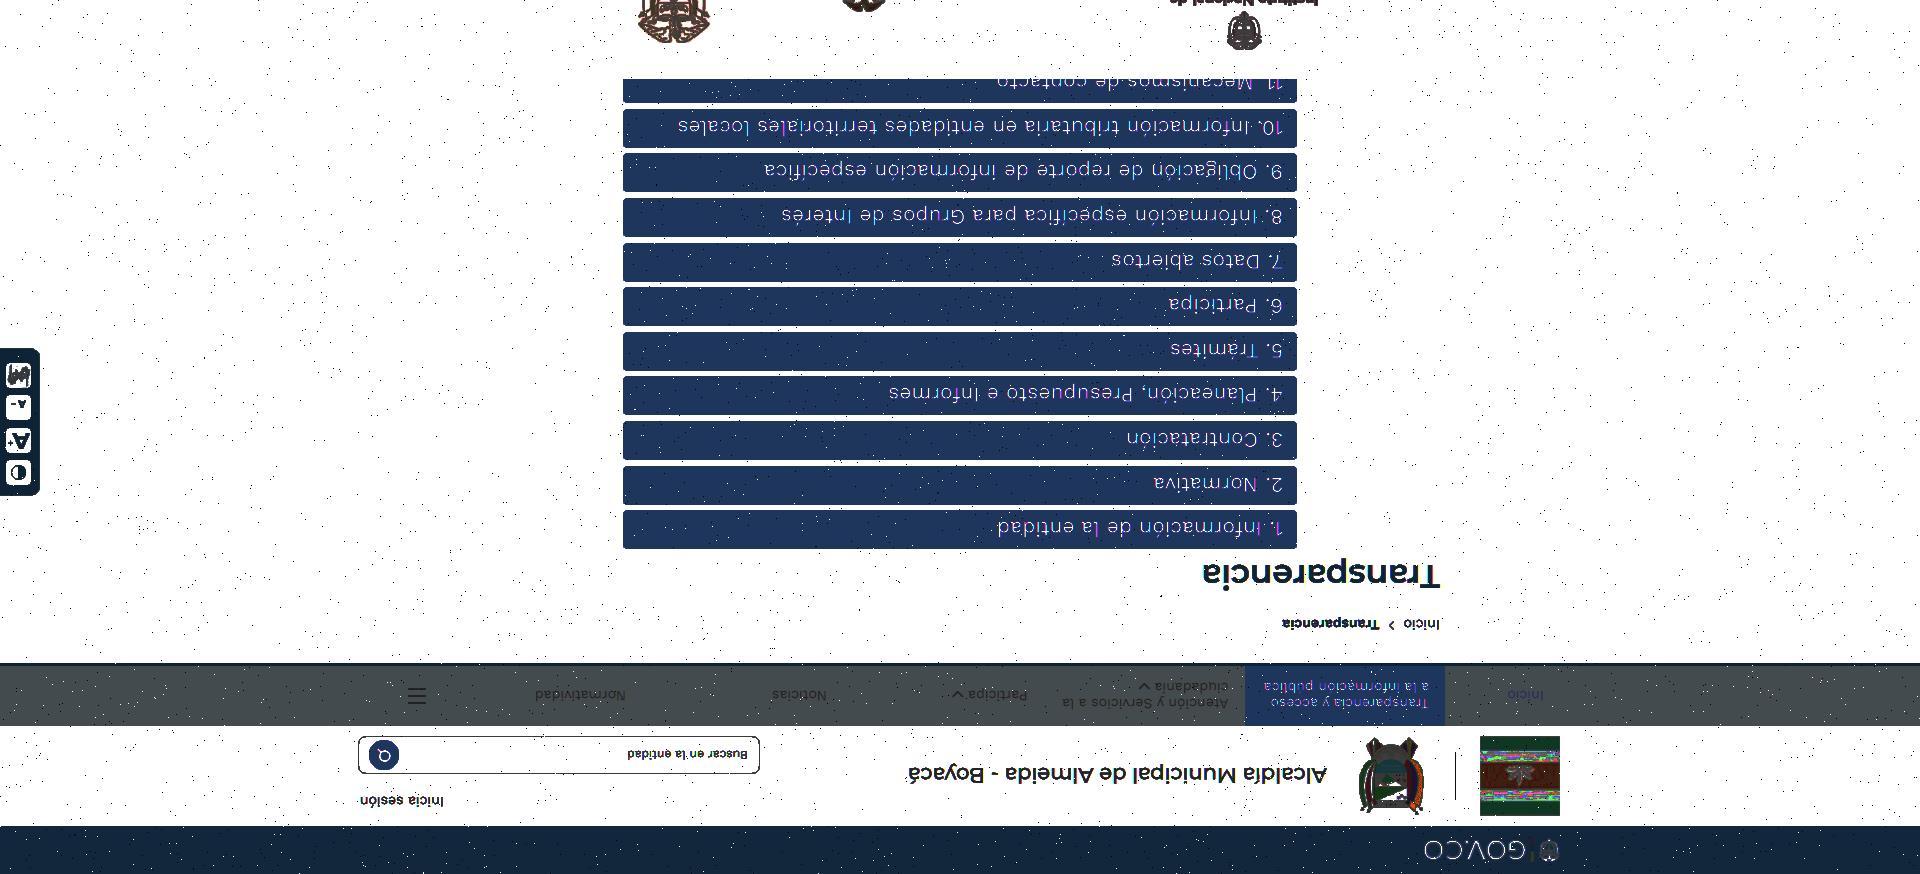 GOV.CO
Inicia sesión
Alcaldía Municipal de Almeida - Boyacá
Buscar en la entidad
Inicio
Transparencia y acceso
a la información pública
Atención y Servicios a la
ciudadanía
Participa
Noticias
Normatividad
Inicio > Transparencia
Transparencia
1. Información de la entidad
2. Normativa
3. Contratación
4. Planeación, Presupuesto e Informes
5. Trámites
6. Participa
7. Datos abiertos
8. Información específica para Grupos de Interés
9. Obligación de reporte de información específica
10. Información tributaria en entidades territoriales locales
11. Mecanismos de contacto
A+
A-
Instituto Nacional de